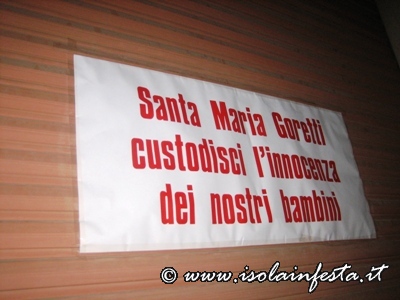 Santa Maria Goretti
custodisci l'innocenza
dei nostri bambini
© www.isolainfesta.it